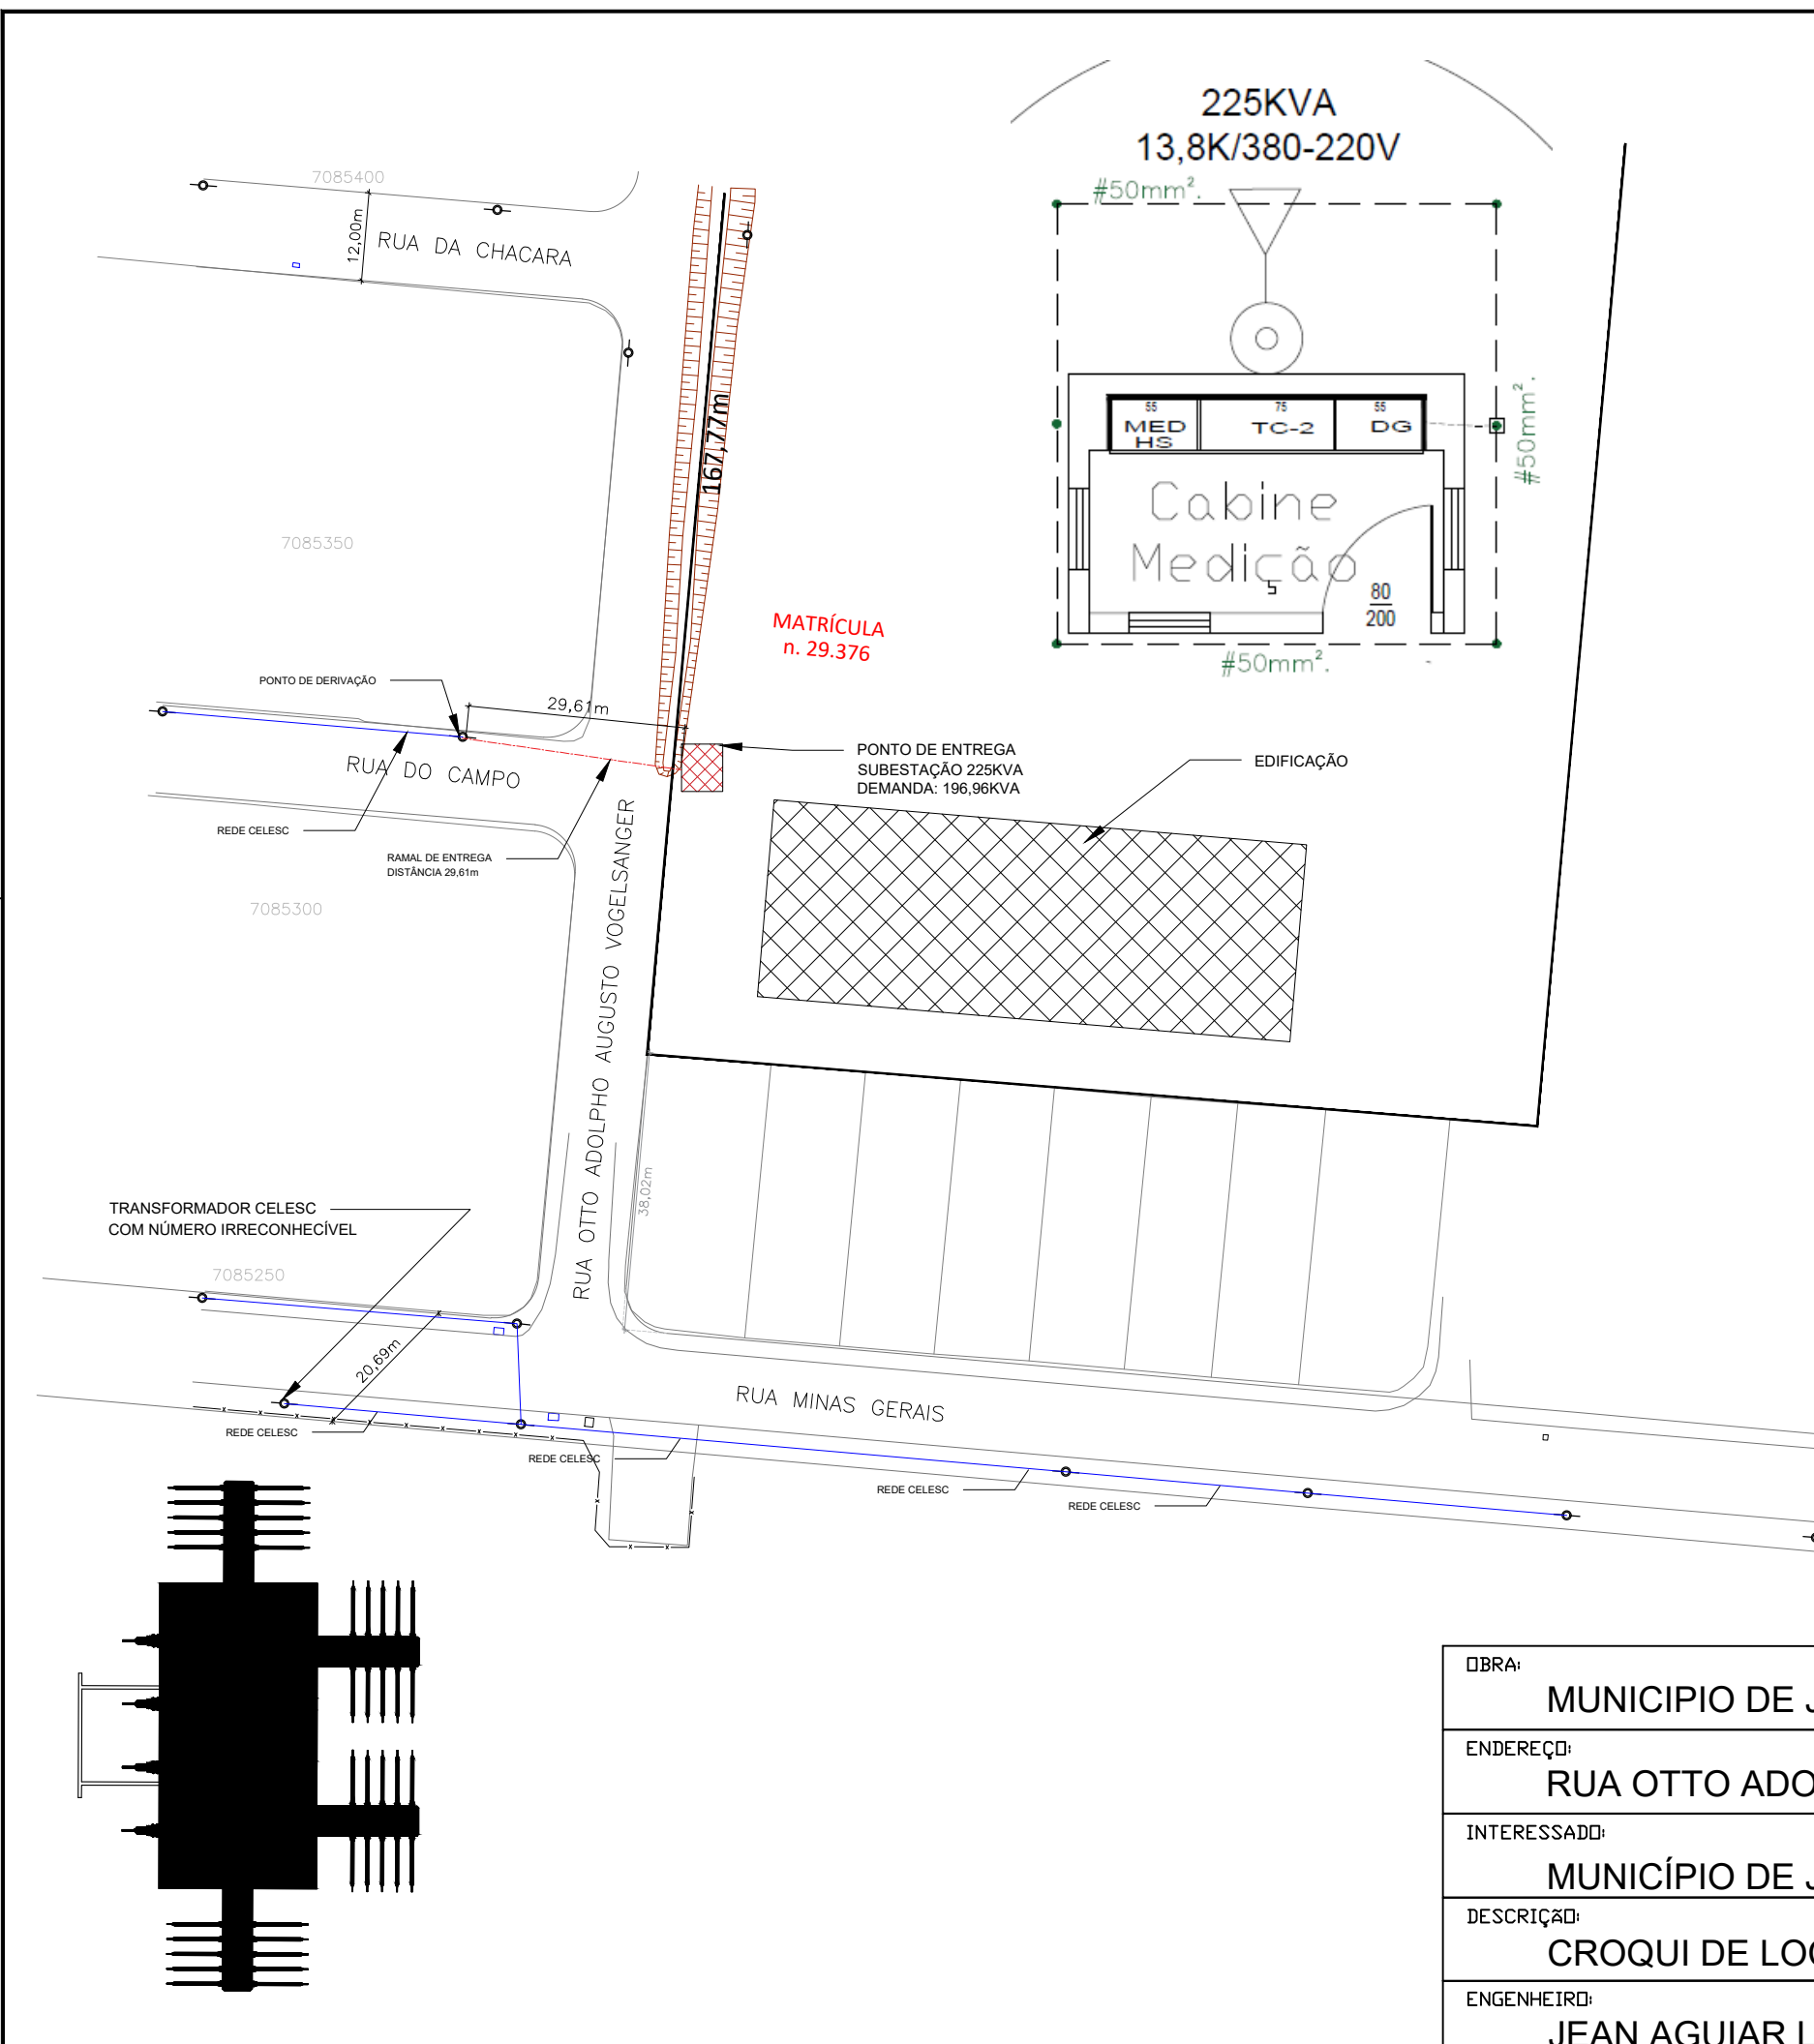 225KVA
13,8K/380-220V
#50mm².
7085400
12,00m
RUA DA CHACARA
167,77m
55
MED
HS
75
TC-2
55
DG
#50mm².
Cabine
Medição
80
200
#50mm².
7085350
MATRÍCULA
n. 29.376
PONTO DE DERIVAÇÃO
29,61m
RUA DO CAMPO
PONTO DE ENTREGA
SUBESTAÇÃO 225KVA
DEMANDA: 196,96KVA
EDIFICAÇÃO
REDE CELESC
RAMAL DE ENTREGA
DISTÂNCIA 29,61m
7085300
RUA OTTO ADOLPHO AUGUSTO VOGELSANGER
38,02m
TRANSFORMADOR CELESC
COM NÚMERO IRRECONHECÍVEL
7085250
20,69m
RUA MINAS GERAIS
REDE CELESC
REDE CELESC
REDE CELESC
REDE CELESC
OBRA:
MUNICIPIO DE
ENDEREÇO:
RUA OTTO
INTERESSADO:
MUNICÍPIO DE
DESCRIÇÃO:
CROQUI DE
ENGENHEIRO:
JEAN AGUIAR